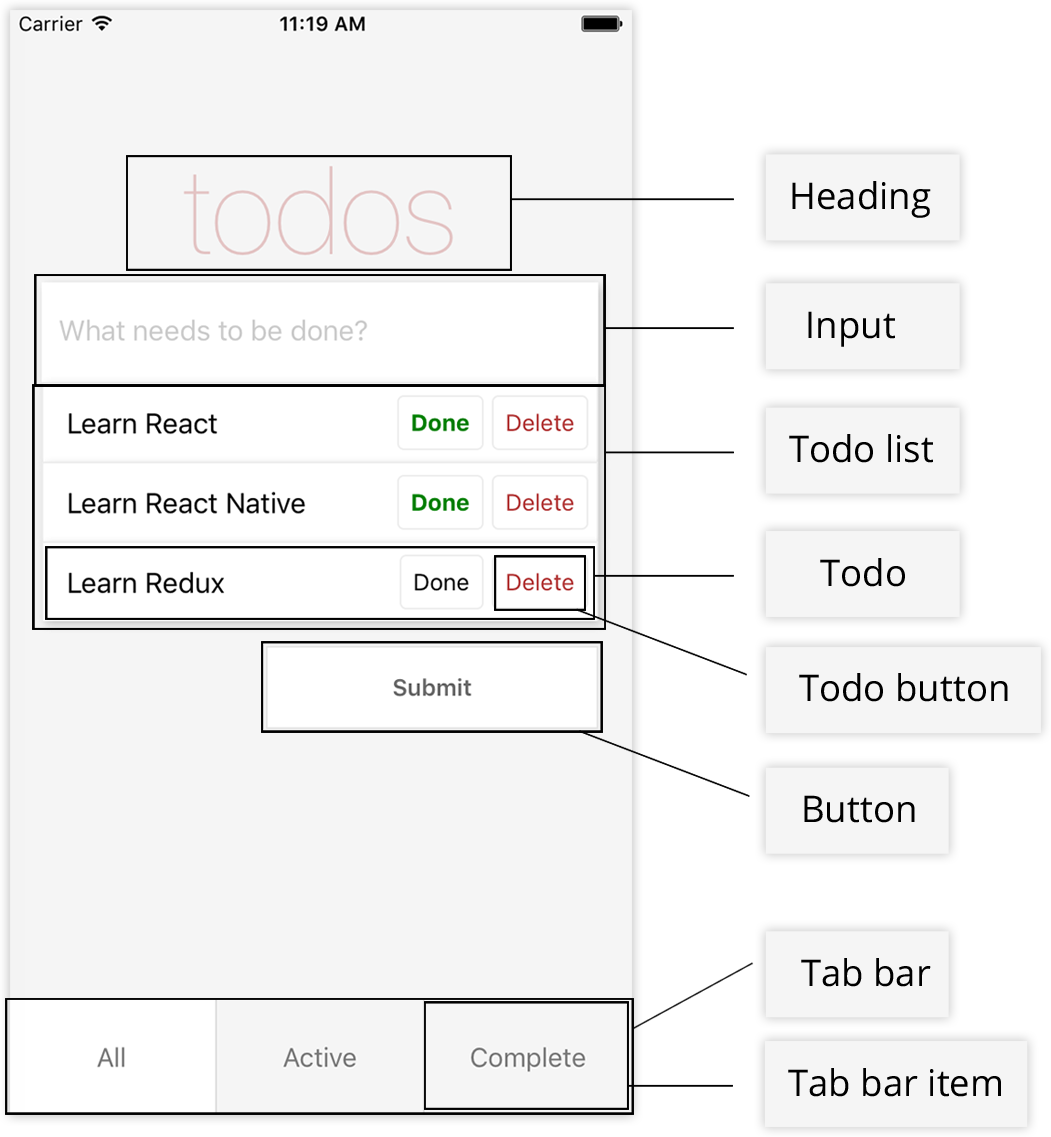 Carrier 11:19 AM
todos
Heading
What needs to be done?
Input
Learn React Done Delete
Todo list
Learn React Native Done Delete
Learn Redux Done Delete
Todo
Submit
Todo button
Button
Tab bar
All Active Complete
Tab bar item